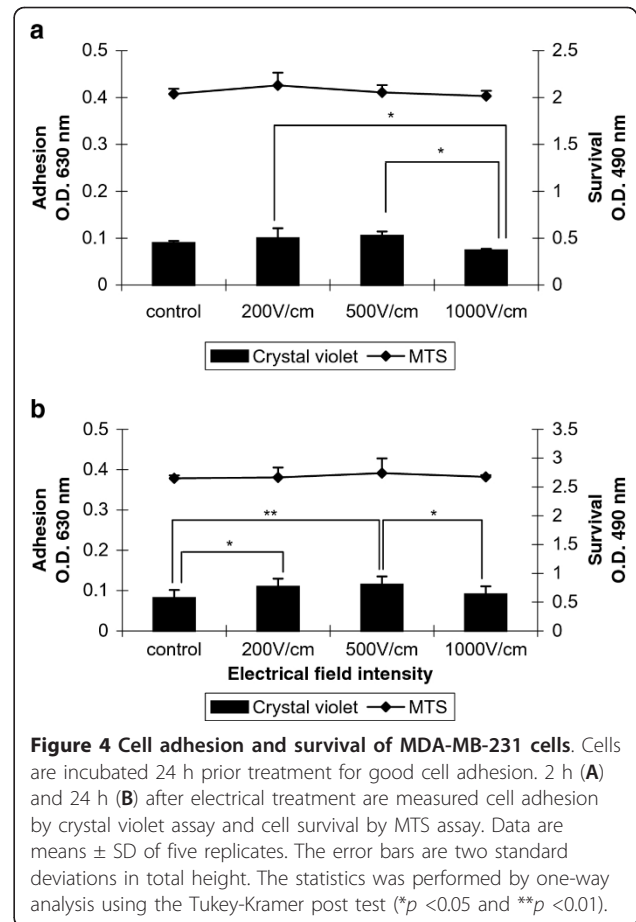 a
0.5
0.4
0.3
0.2
0.1
0
Adhesion
O.D. 630 nm
2.5
2
1.5
1
0.5
0
Survival
O.D. 490 nm
*
*
control 200V/cm 500V/cm 1000V/cm
Crystal violet MTS
b
0.5
0.4
0.3
0.2
0.1
0
Adhesion
O.D. 630 nm
3.5
3
2.5
2
1.5
1
0.5
0
Survival
O.D. 490 nm
**
*
*
control 200V/cm 500V/cm 1000V/cm
Electrical field intensity
Crystal violet MTS
Figure 4 Cell adhesion and survival of MDA-MB-231 cells. Cells
are incubated 24 h prior treatment for good cell adhesion. 2 h (A)
and 24 h (B) after electrical treatment are measured cell adhesion
by crystal violet assay and cell survival by MTS assay. Data are
means ± SD of five replicates. The error bars are two standard
deviations in total height. The statistics was performed by one-way
analysis using the Tukey-Kramer post test (*p <0.05 and **p <0.01).